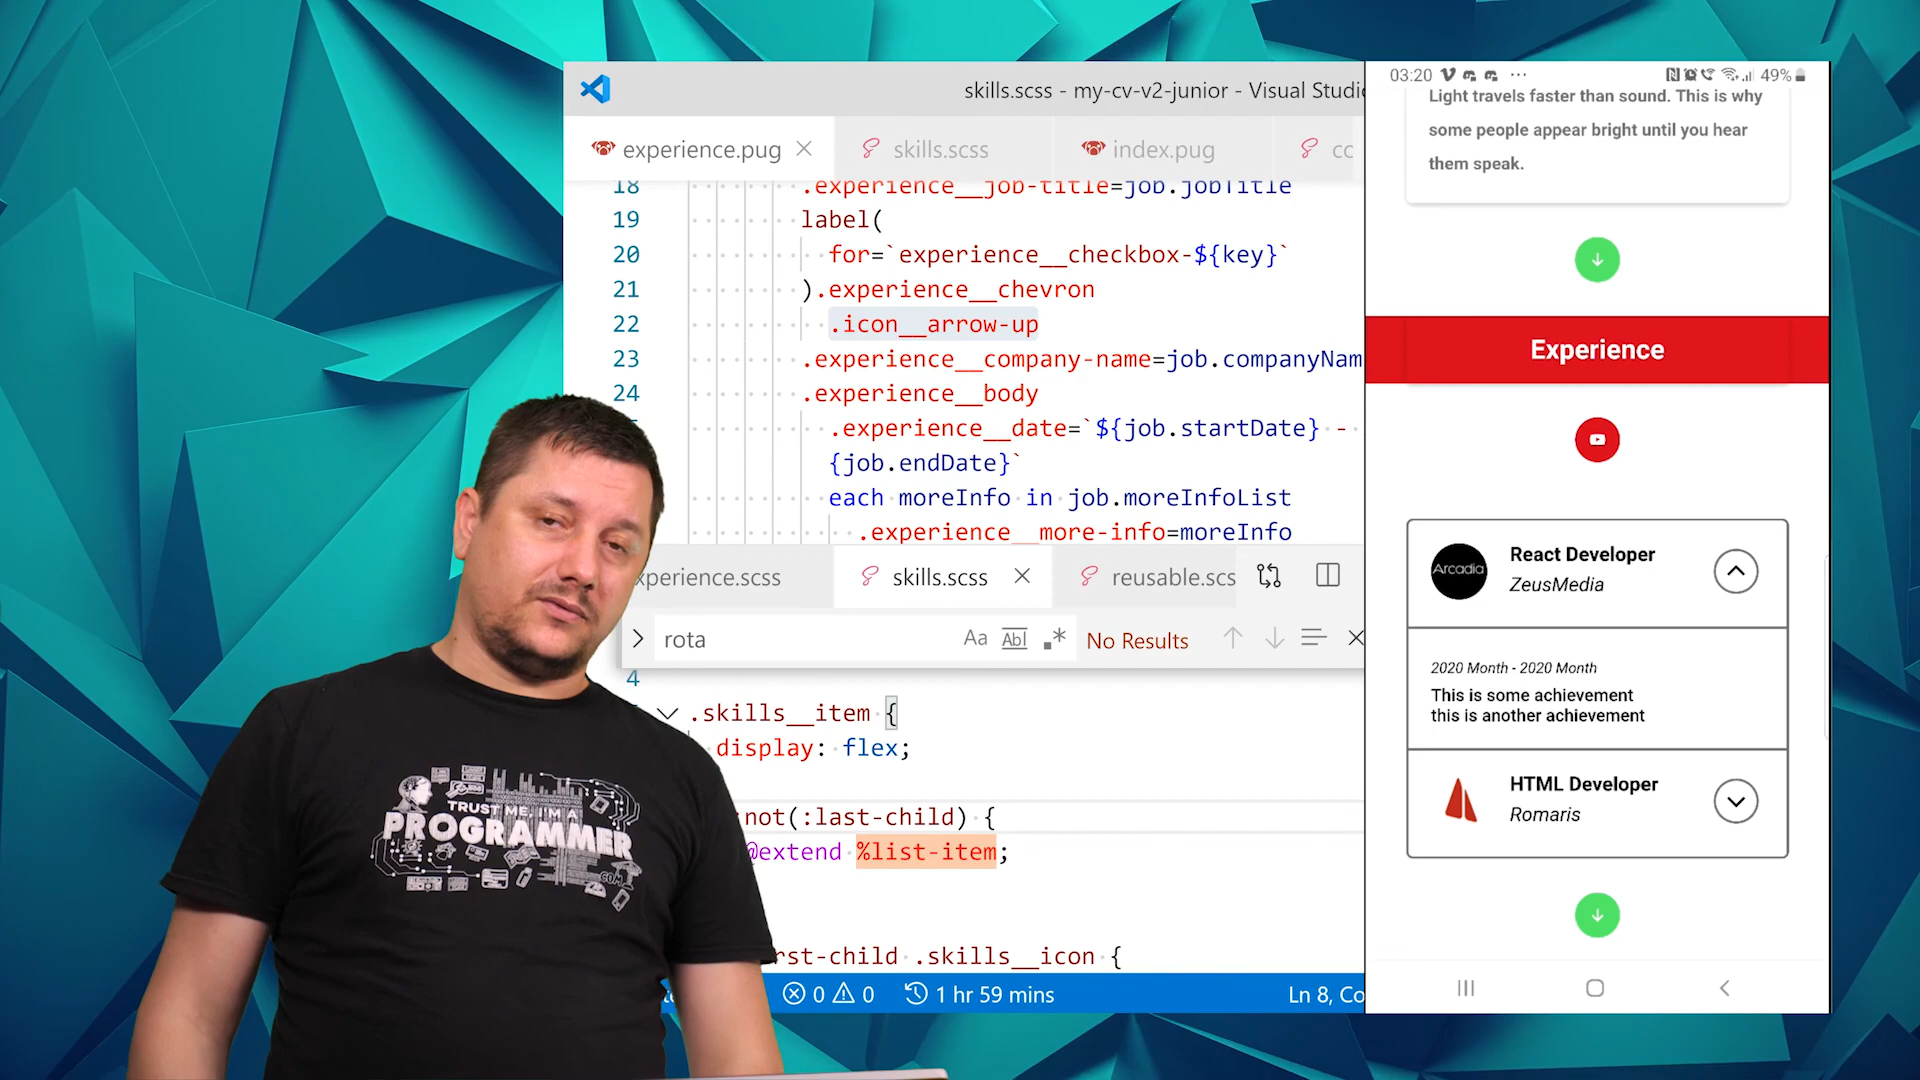 skills.scss - my-cv-v2-junior - Visual Studio
experience.pug
skills.scss
index.pug
18 .experience__job-title=job.jobTitle
19 label(
20 for=`experience__checkbox-${key}`
21 ).experience__chevron
22 .icon__arrow-up
23 .experience__company-name=job.companyNam
24 .experience__body
.experience__date=`${job.startDate} -
{job.endDate}`
each moreInfo in job.moreInfoList
.experience__more-info=moreInfo
xperience.scss
skills.scss
reusable.scs
rota
Aa Abl .* No Results
4
.skills__item {
display: flex;
not(:last-child) {
@extend %list-item;
rst-child .skills__icon {
0 0 1 hr 59 mins Ln 8, Co
TRUST ME, I'M A
PROGRAMMER
.COM
03:20 49%
Light travels faster than sound. This is why
some people appear bright until you hear
them speak.
Experience
Arcadia
React Developer
ZeusMedia
2020 Month - 2020 Month
This is some achievement
this is another achievement
HTML Developer
Romaris